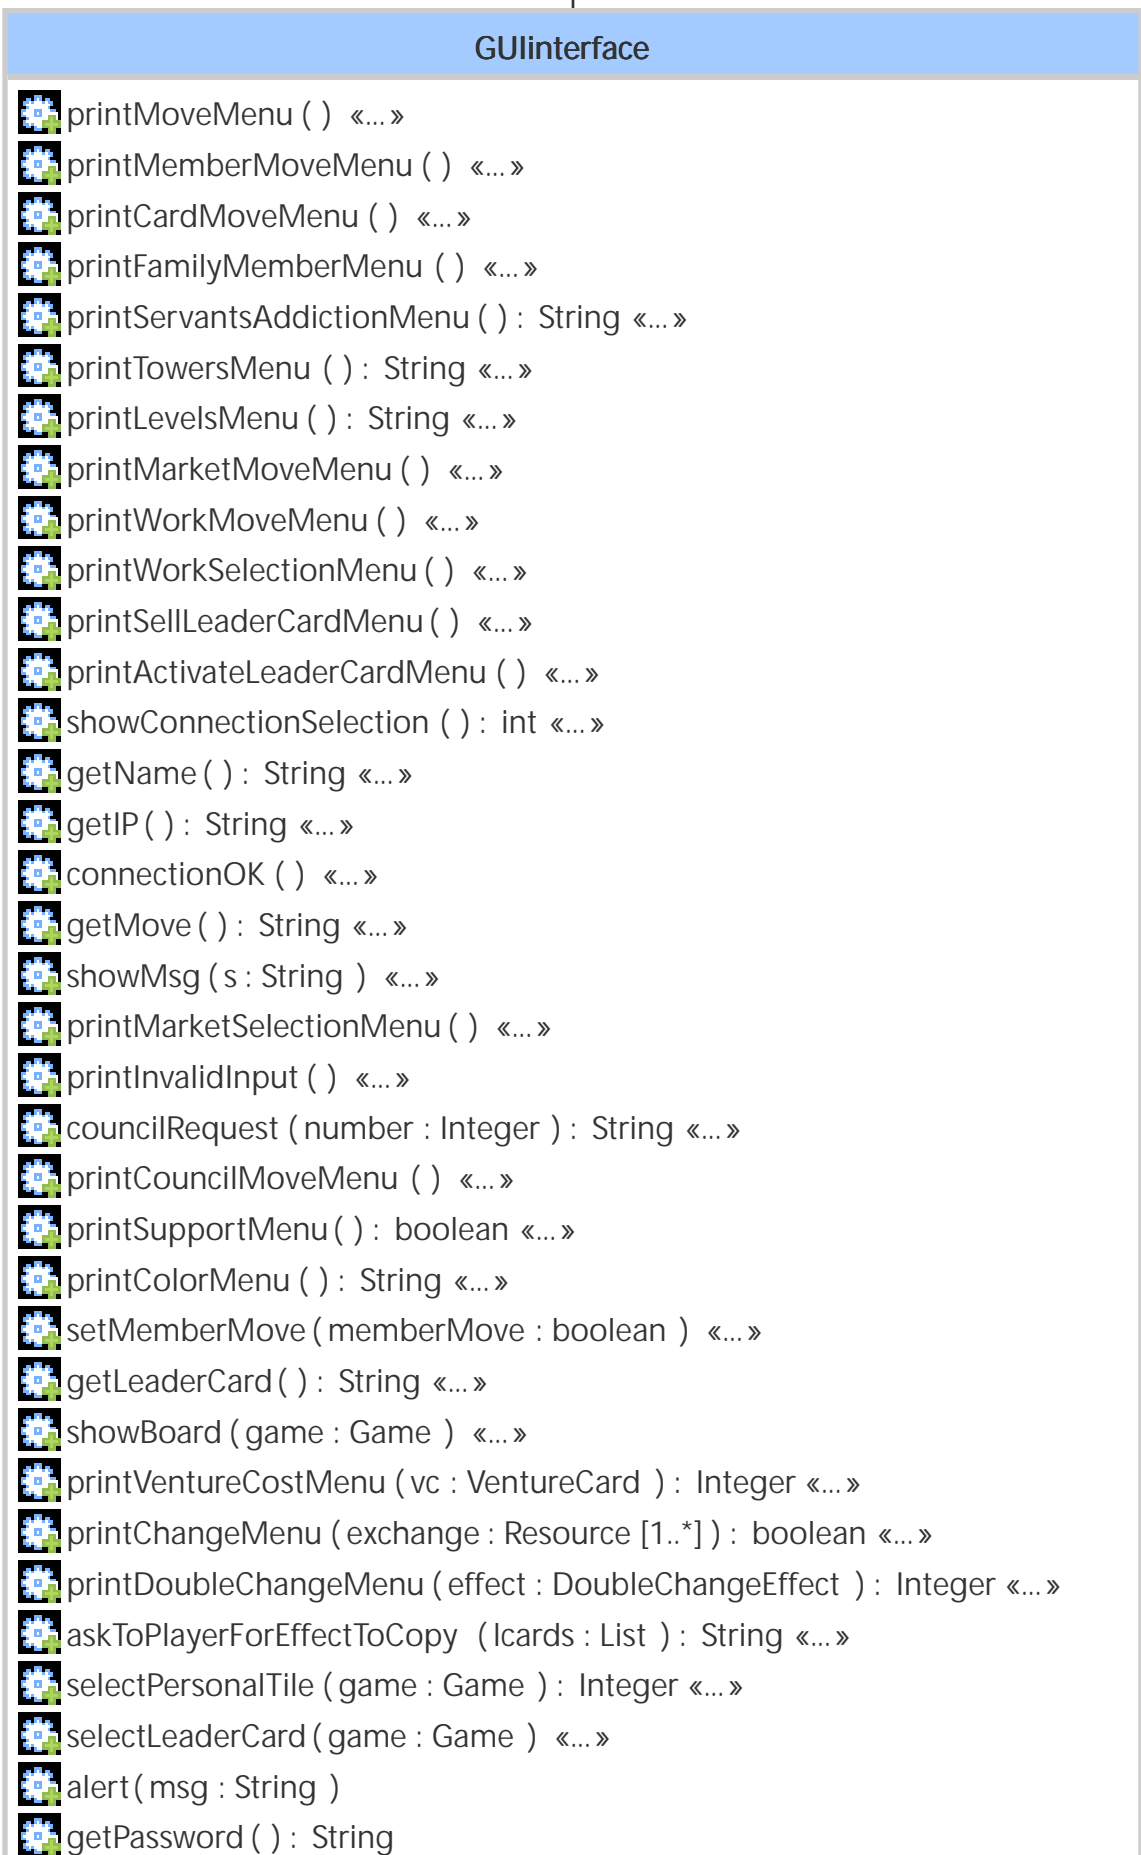 GUIinterface
printMoveMenu ( ) «...»
printMemberMoveMenu ( ) «...»
printCardMoveMenu ( ) «...»
printFamilyMemberMenu ( ) «...»
printServantsAddictionMenu ( ) : String «...»
printTowersMenu ( ) : String «...»
printLevelsMenu ( ) : String «...»
printMarketMoveMenu ( ) «...»
printWorkMoveMenu ( ) «...»
printWorkSelectionMenu ( ) «...»
printSellLeaderCardMenu ( ) «...»
printActivateLeaderCardMenu ( ) «...»
showConnectionSelection ( ) : int «...»
getName ( ) : String «...»
getIP ( ) : String «...»
connectionOK ( ) «...»
getMove ( ) : String «...»
showMsg ( s : String ) «...»
printMarketSelectionMenu ( ) «...»
printInvalidInput ( ) «...»
councilRequest ( number : Integer ) : String «...»
printCouncilMoveMenu ( ) «...»
printSupportMenu ( ) : boolean «...»
printColorMenu ( ) : String «...»
setMemberMove ( memberMove : boolean ) «...»
getLeaderCard ( ) : String «...»
showBoard ( game : Game ) «...»
printVentureCostMenu ( vc : VentureCard ) : Integer «...»
printChangeMenu ( exchange : Resource [1..*] ) : boolean «...»
printDoubleChangeMenu ( effect : DoubleChangeEffect ) : Integer «...»
askToPlayerForEffectToCopy ( lcards : List ) : String «...»
selectPersonalTile ( game : Game ) : Integer «...»
selectLeaderCard ( game : Game ) «...»
alert ( msg : String )
getPassword ( ) : String